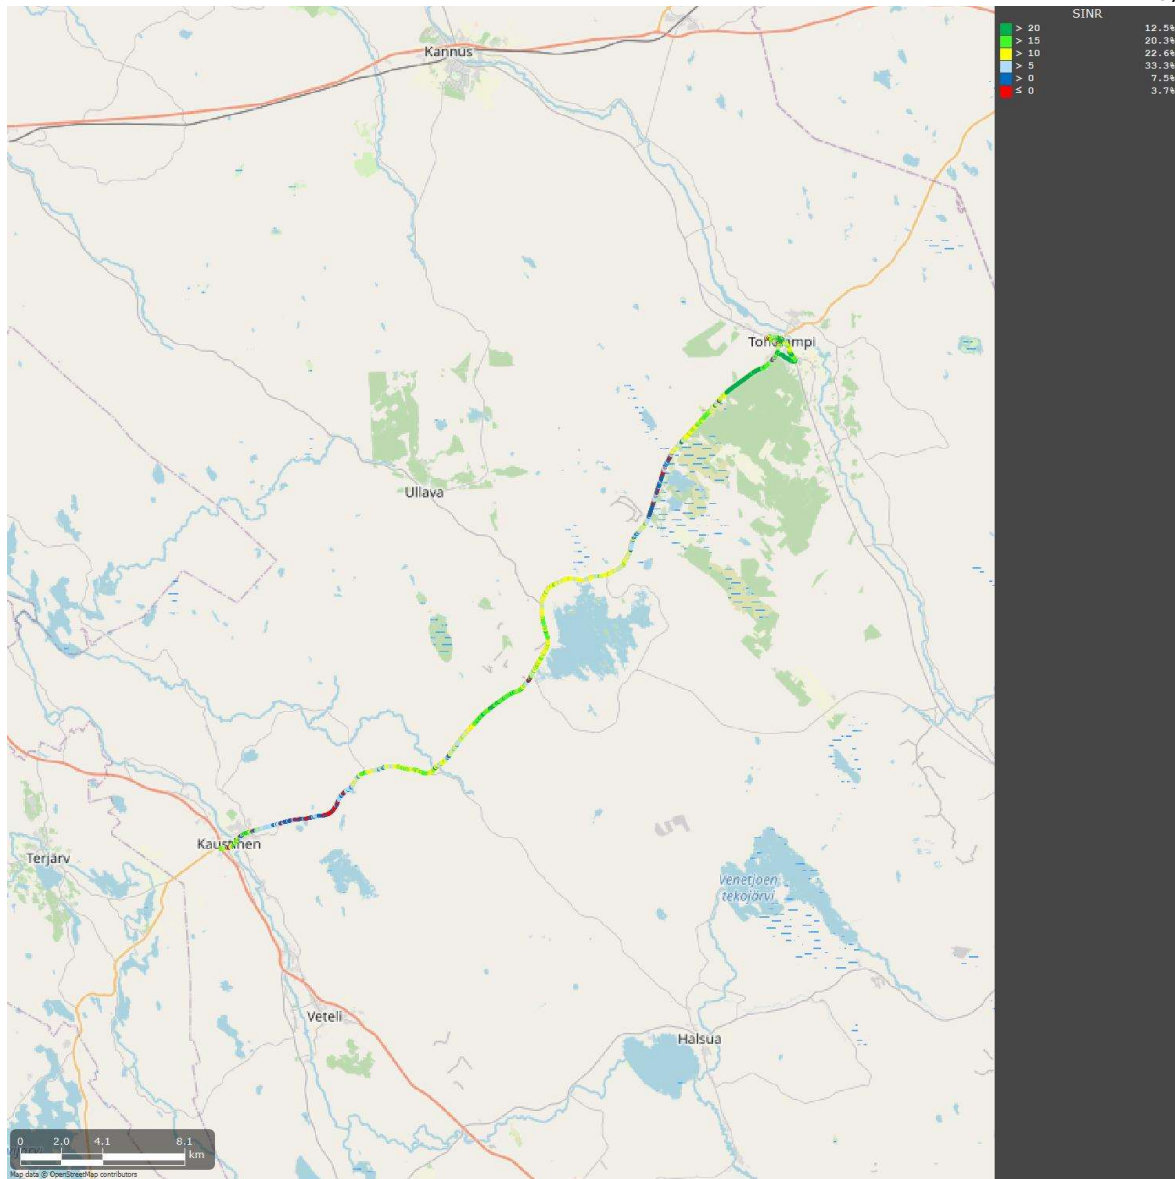 SINR
> 20 12.5%
> 15 20.3%
> 10 22.6%
> 5 33.3%
> 0 7.5%
≤ 0 3.7%
Kannus
Ullava
Terjärv
Venetjoen
tekojärvi
Veteli
Halsua
0 2.0 4.1 8.1
km
Map data © OpenStreetMap contributors